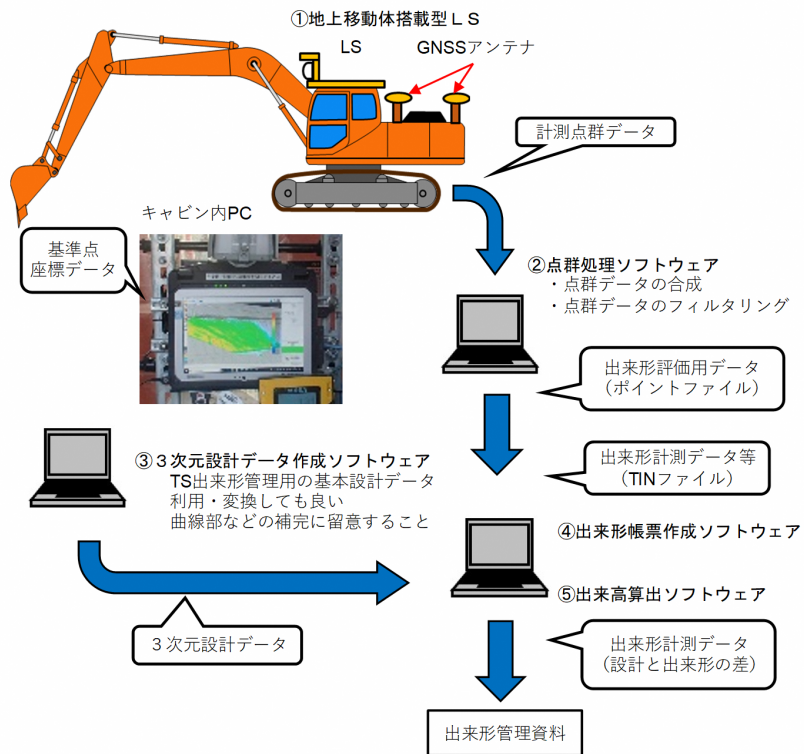 ①地上移動体搭載型ＬＳ
LS
GNSSアンテナ
計測点群データ
キャビン内PC
基準点
座標データ
②点群処理ソフトウェア
・点群データの合成
・点群データのフィルタリング
出来形評価用データ
（ポイントファイル）
③３次元設計データ作成ソフトウェア
TS出来形管理用の基本設計データ
利用・変換しても良い
曲線部などの補完に留意すること
出来形計測データ等
（TINファイル）
④出来形帳票作成ソフトウェア
⑤出来高算出ソフトウェア
３次元設計データ
出来形計測データ
（設計と出来形の差）
出来形管理資料